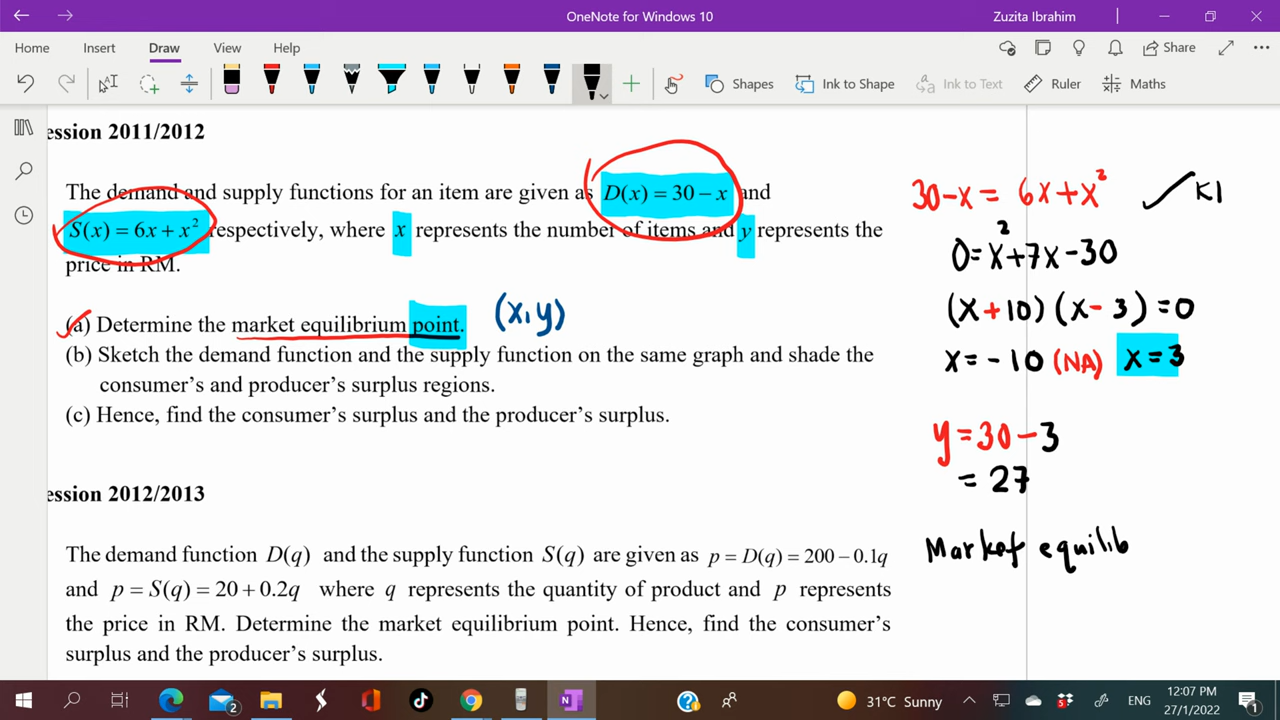 OneNote for Windows 10
Zuzita Ibrahim
Home Insert Draw View Help
Share
Shapes Ink to Shape Ink to Text Ruler Maths
ession 2011/2012
The demand and supply functions for an item are given as D(x) = 30 − x and
S(x) = 6x + x² respectively, where x represents the number of items and y represents the
price in RM.
(a) Determine the market equilibrium point. (x,y)
(b) Sketch the demand function and the supply function on the same graph and shade the
consumer's and producer's surplus regions.
(c) Hence, find the consumer's surplus and the producer's surplus.
ession 2012/2013
The demand function D(q) and the supply function S(q) are given as p = D(q) = 200 − 0.1q
and p = S(q) = 20 + 0.2q where q represents the quantity of product and p represents
the price in RM. Determine the market equilibrium point. Hence, find the consumer's
surplus and the producer's surplus.
30-x = 6x+x² ✓ K1
0 = x²+7x-30
(x+10)(x-3)=0
x=-10 (NA) x=3
y=30-3
=27
Market equilib
2
31°C Sunny
ENG
12:07 PM
27/1/2022
1